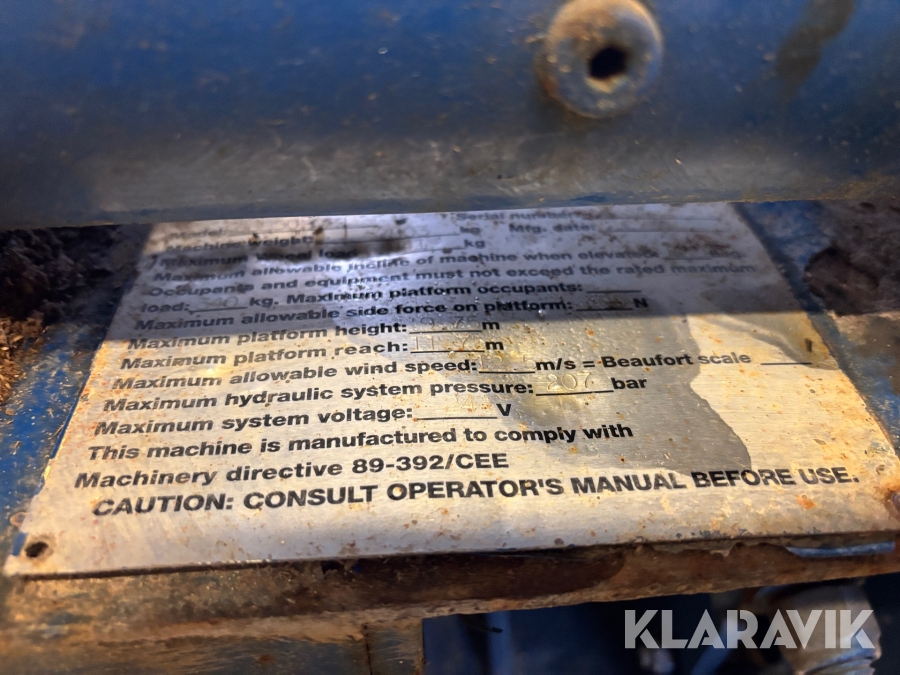 Model
Serial number:
Machine weight: kg Mfg. date:
kg
Maximum allowable incline of machine when elevated
Occupants and equipment must not exceed the rated maximum
load: kg. Maximum platform occupants:
Maximum allowable side force on platform: N
Maximum platform height: m
Maximum platform reach: m
Maximum allowable wind speed: m/s = Beaufort scale
Maximum hydraulic system pressure: 207 bar
Maximum system voltage: V
This machine is manufactured to comply with
Machinery directive 89-392/CEE
CAUTION: CONSULT OPERATOR'S MANUAL BEFORE USE.
KLARAVIK